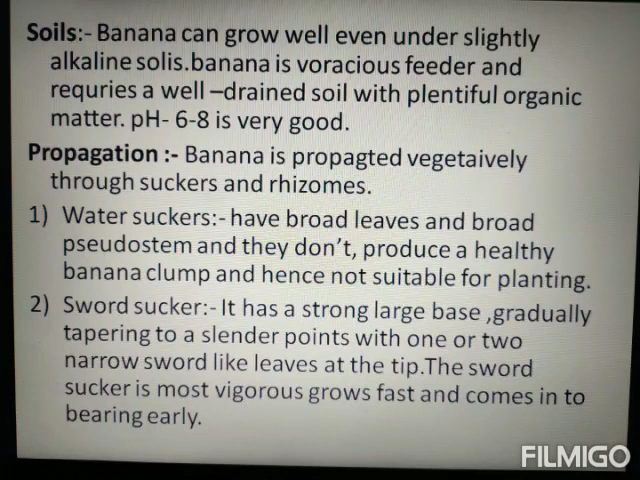 Soils:- Banana can grow well even under slightly
alkaline solis.banana is voracious feeder and
requries a well –drained soil with plentiful organic
matter. pH- 6-8 is very good.
Propagation :- Banana is propagted vegetaively
through suckers and rhizomes.
1) Water suckers:- have broad leaves and broad
pseudostem and they don't, produce a healthy
banana clump and hence not suitable for planting.
2) Sword sucker:- It has a strong large base ,gradually
tapering to a slender points with one or two
narrow sword like leaves at the tip.The sword
sucker is most vigorous grows fast and comes in to
bearing early.
FILMIGO